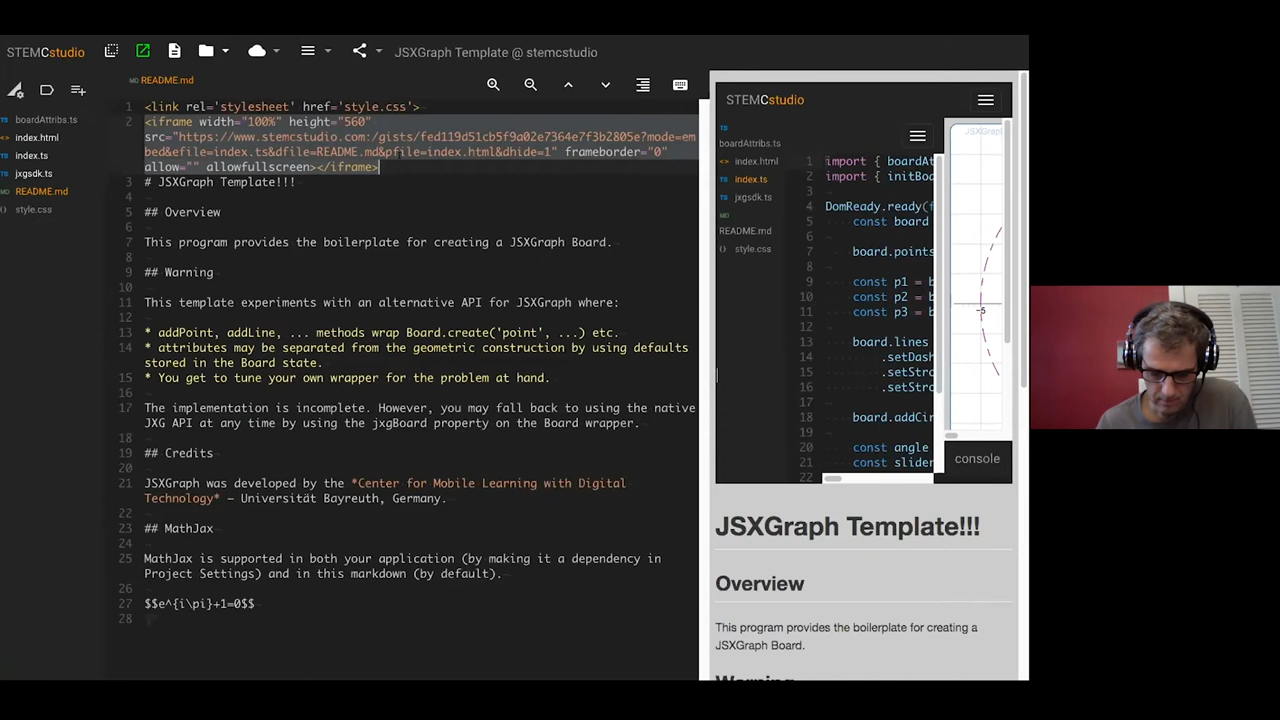 STEMCstudio
JSXGraph Template @ stemcstudio
README.md
boardAttribs.ts
index.html
index.ts
jxgsdk.ts
README.md
style.css
1 <link rel='stylesheet' href='style.css'>
2 <iframe width="100%" height="560"
src="https://www.stemcstudio.com:/gists/fed119d51cb5f9a02e7364e7f3b2805e?mode=em
bed&efile=index.ts&dfile=README.md&pfile=index.html&dhide=1" frameborder="0"
allow="" allowfullscreen></iframe>
3 # JSXGraph Template!!!
4
5 ## Overview
6
7 This program provides the boilerplate for creating a JSXGraph Board.
8
9 ## Warning
10
11 This template experiments with an alternative API for JSXGraph where:
12
13 * addPoint, addLine, ... methods wrap Board.create('point', ...) etc.
14 * attributes may be separated from the geometric construction by using defaults
stored in the Board state.
15 * You get to tune your own wrapper for the problem at hand.
16
17 The implementation is incomplete. However, you may fall back to using the native
JXG API at any time by using the jxgBoard property on the Board wrapper.
18
19 ## Credits
20
21 JSXGraph was developed by the *Center for Mobile Learning with Digital
Technology* – Universität Bayreuth, Germany.
22
23 ## MathJax
24
25 MathJax is supported in both your application (by making it a dependency in
Project Settings) and in this markdown (by default).
26
27 $$e^{i\pi}+1=0$$
28
STEMCstudio
boardAttribs.ts
index.html
index.ts
jxgsdk.ts
README.md
style.css
1 import { boardAt
2 import { initBoa
3
4 DomReady.ready(f
5 const board
6
7 board.points
8
9 const p1 = b
10 const p2 = b
11 const p3 = b
12
13 board.lines
14 .setDas
15 .setStro
16 .setStro
17
18 board.addCir
19
20 const angle
21 const slider
22
JSXGraph
-5
console
JSXGraph Template!!!
Overview
This program provides the boilerplate for creating a
JSXGraph Board.
Warning